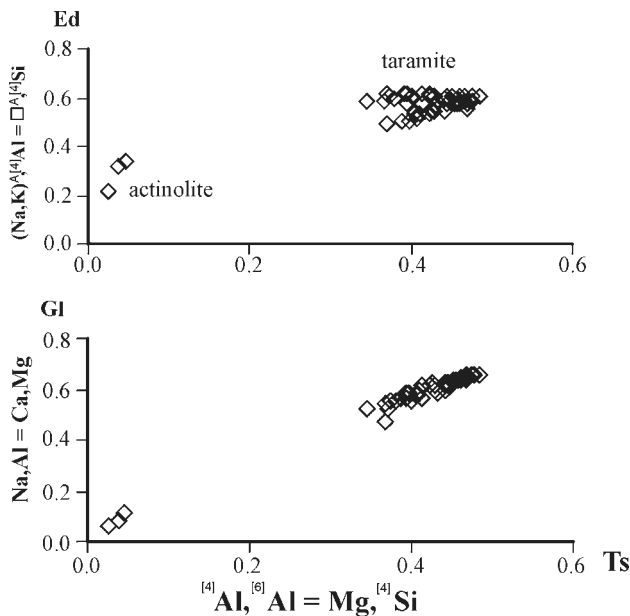 Ed
(Na,K)ᴬ,[4]Al = □ᴬ,[4]Si
0.8
0.6
0.4
0.2
0.0
taramite
actinolite
0.0 0.2 0.4 0.6
Gl
Na,Al = Ca,Mg
0.8
0.6
0.4
0.2
0.0
0.0 0.2 0.4 0.6 Ts
[4]Al,[6]Al = Mg,[4]Si